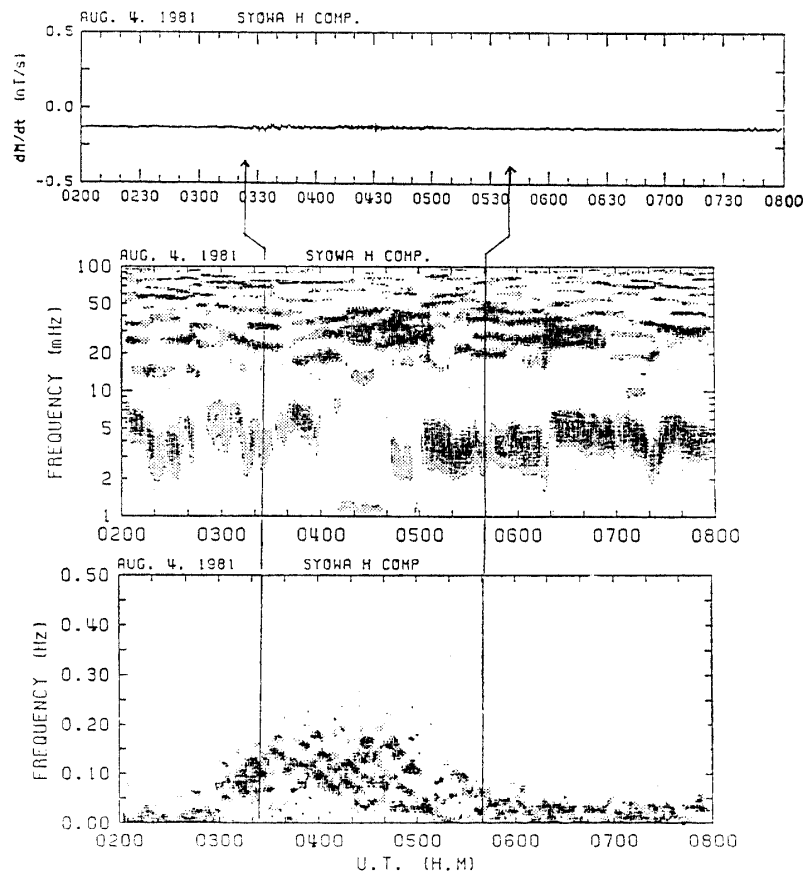 AUG. 4. 1981 SYOWA H COMP.
0.5
0.0
-0.5
dM/dt (nT/s)
0200 0230 0300 0330 0400 0430 0500 0530 0600 0630 0700 0730 0800
AUG. 4. 1981 SYOWA H COMP.
100
50
20
10
5
2
1
FREQUENCY (mHz)
0200 0300 0400 0500 0600 0700 0800
AUG. 4. 1981 SYOWA H COMP
0.50
0.40
0.30
0.20
0.10
0.00
FREQUENCY (Hz)
0200 0300 0400 0500 0600 0700 0800
U.T. (H.M)